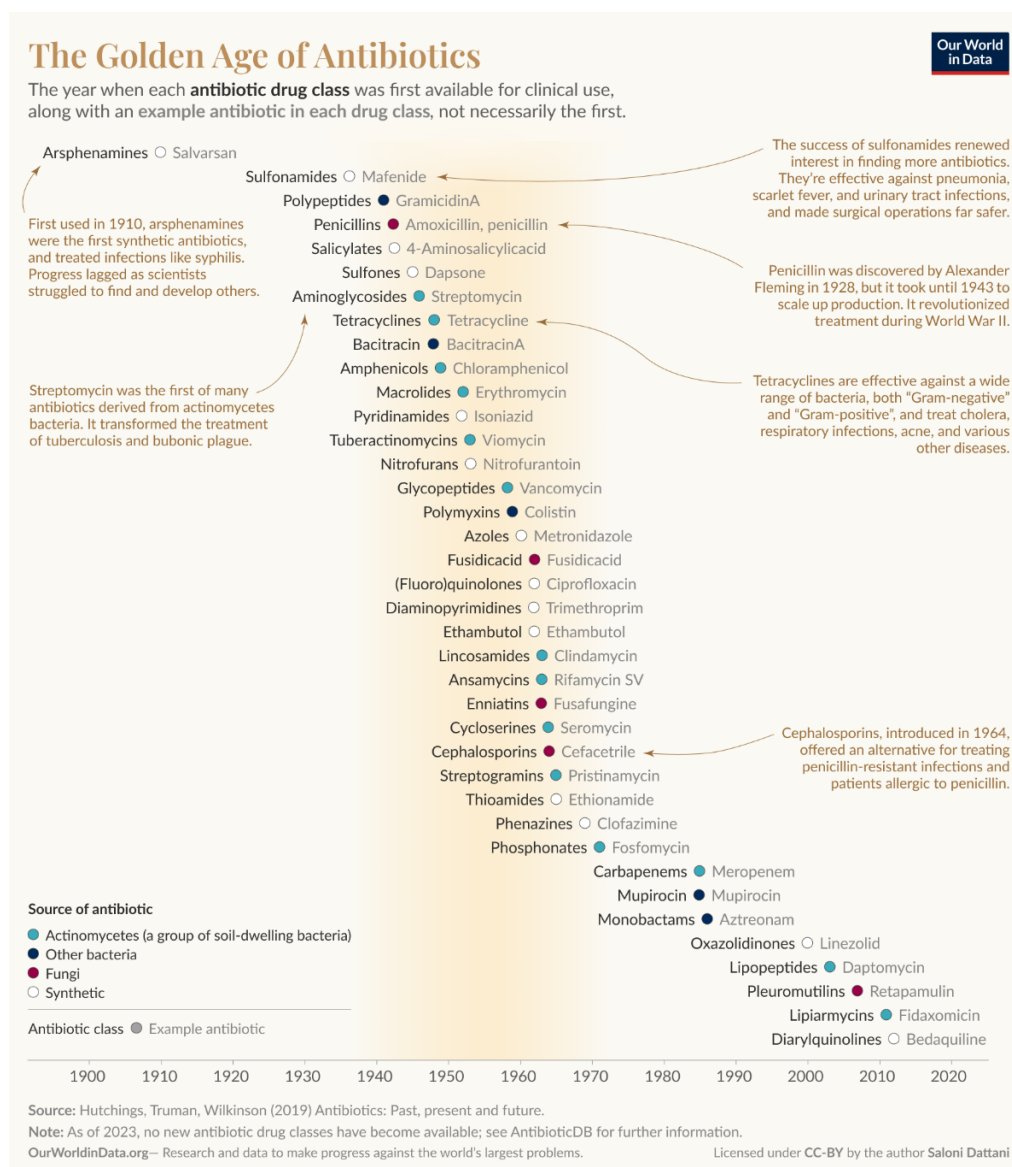 The Golden Age of Antibiotics
Our World
in Data
The year when each antibiotic drug class was first available for clinical use,
along with an example antibiotic in each drug class, not necessarily the first.
Arsphenamines Salvarsan
The success of sulfonamides renewed
interest in finding more antibiotics.
They're effective against pneumonia,
scarlet fever, and urinary tract infections,
and made surgical operations far safer.
Sulfonamides Mafenide
Polypeptides GramicidinA
First used in 1910, arsphenamines
were the first synthetic antibiotics,
and treated infections like syphilis.
Progress lagged as scientists
struggled to find and develop others.
Penicillins Amoxicillin, penicillin
Salicylates 4-Aminosalicylicacid
Sulfones Dapsone
Penicillin was discovered by Alexander
Fleming in 1928, but it took until 1943 to
scale up production. It revolutionized
treatment during World War II.
Aminoglycosides Streptomycin
Tetracyclines Tetracycline
Bacitracin BacitracinA
Amphenicols Chloramphenicol
Streptomycin was the first of many
antibiotics derived from actinomycetes
bacteria. It transformed the treatment
of tuberculosis and bubonic plague.
Tetracyclines are effective against a wide
range of bacteria, both "Gram-negative"
and "Gram-positive", and treat cholera,
respiratory infections, acne, and various
other diseases.
Macrolides Erythromycin
Pyridinamides Isoniazid
Tuberactinomycins Viomycin
Nitrofurans Nitrofurantoin
Glycopeptides Vancomycin
Polymyxins Colistin
Azoles Metronidazole
Fusidicacid Fusidicacid
(Fluoro)quinolones Ciprofloxacin
Diaminopyrimidines Trimethroprim
Ethambutol Ethambutol
Lincosamides Clindamycin
Ansamycins Rifamycin SV
Enniatins Fusafungine
Cycloserines Seromycin
Cephalosporins Cefacetrile
Cephalosporins, introduced in 1964,
offered an alternative for treating
penicillin-resistant infections and
patients allergic to penicillin.
Streptogramins Pristinamycin
Thioamides Ethionamide
Phenazines Clofazimine
Phosphonates Fosfomycin
Carbapenems Meropenem
Mupirocin Mupirocin
Monobactams Aztreonam
Oxazolidinones Linezolid
Lipopeptides Daptomycin
Pleuromutilins Retapamulin
Lipiarmycins Fidaxomicin
Diarylquinolines Bedaquiline
Source of antibiotic
Actinomycetes (a group of soil-dwelling bacteria)
Other bacteria
Fungi
Synthetic
Antibiotic class Example antibiotic
1900 1910 1920 1930 1940 1950 1960 1970 1980 1990 2000 2010 2020
Source: Hutchings, Truman, Wilkinson (2019) Antibiotics: Past, present and future.
Note: As of 2023, no new antibiotic drug classes have become available; see AntibioticDB for further information.
OurWorldinData.org— Research and data to make progress against the world's largest problems.
Licensed under CC-BY by the author Saloni Dattani